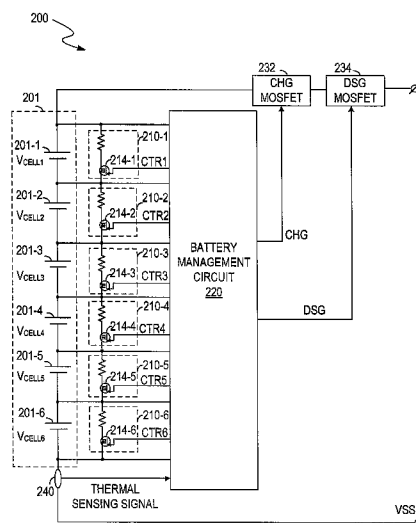 200
232
234
CHG
MOSFET
DSG
MOSFET
201
201-1
VCELL1
210-1
214-1
CTR1
201-2
VCELL2
210-2
214-2
CTR2
201-3
VCELL3
210-3
214-3
CTR3
201-4
VCELL4
210-4
214-4
CTR4
201-5
VCELL5
210-5
214-5
CTR5
201-6
VCELL6
210-6
214-6
CTR6
BATTERY
MANAGEMENT
CIRCUIT
220
CHG
DSG
240
THERMAL
SENSING SIGNAL
VSS